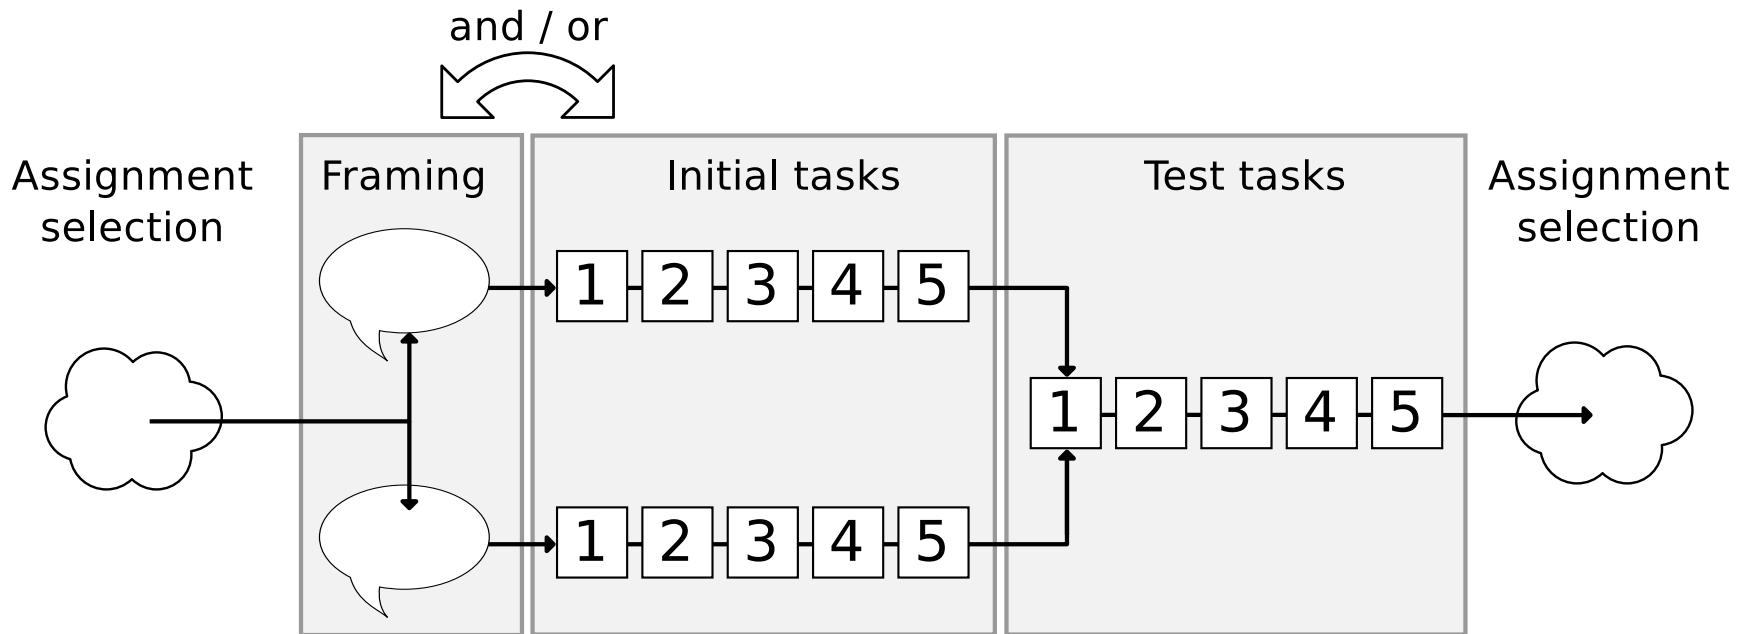 and / or
Assignment
selection
Framing
Initial tasks
Test tasks
Assignment
selection
1 2 3 4 5
1 2 3 4 5
1 2 3 4 5